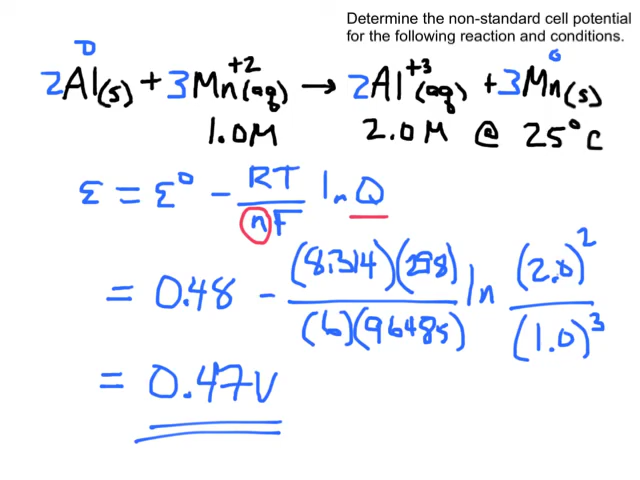 Determine the non-standard cell potential
for the following reaction and conditions.
0 +2 +3 0
2Al(s) + 3Mn(aq) → 2Al(aq) + 3Mn(s)
1.0M 2.0M @ 25°C
ε = ε° − RT/nF ln Q
= 0.48 − (8.314)(298)/(6)(96485) ln (2.0)²/(1.0)³
= 0.47V